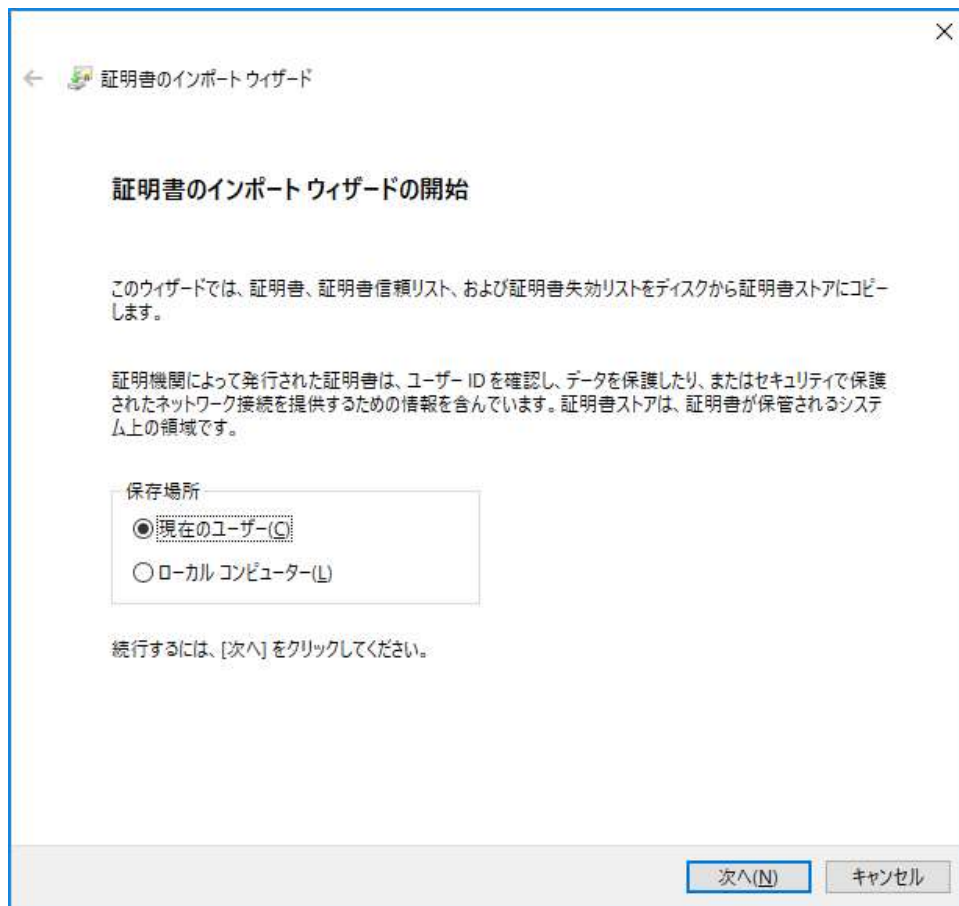 証明書のインポート ウィザード
証明書のインポート ウィザードの開始
このウィザードでは、証明書、証明書信頼リスト、および証明書失効リストをディスクから証明書ストアにコピー
します。
証明機関によって発行された証明書は、ユーザー ID を確認し、データを保護したり、またはセキュリティで保護
されたネットワーク接続を提供するための情報を含んでいます。証明書ストアは、証明書が保管されるシステ
ム上の領域です。
保存場所
現在のユーザー(C)
ローカル コンピューター(L)
続行するには、[次へ] をクリックしてください。
次へ(N)
キャンセル